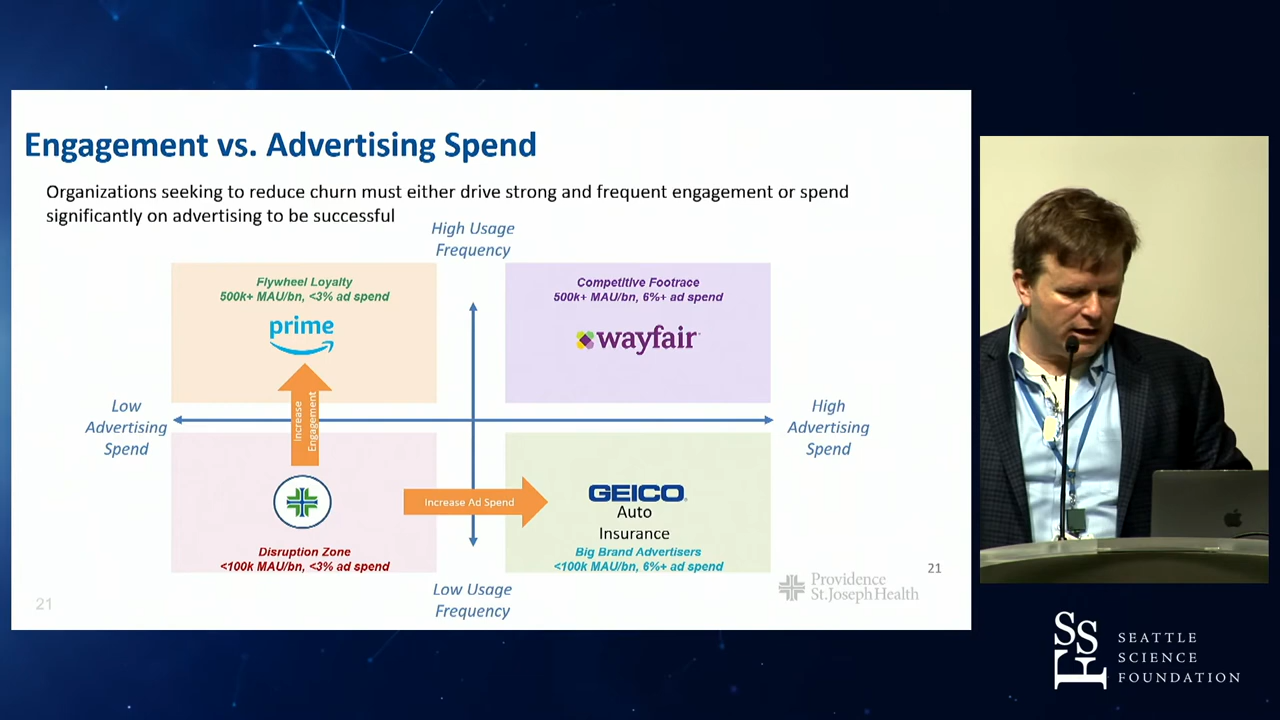 Engagement vs. Advertising Spend
Organizations seeking to reduce churn must either drive strong and frequent engagement or spend
significantly on advertising to be successful
High Usage
Frequency
Flywheel Loyalty
500k+ MAU/bn, <3% ad spend
prime
Competitive Footrace
500k+ MAU/bn, 6%+ ad spend
wayfair
Increase
Engagement
Low
Advertising
Spend
High
Advertising
Spend
Increase Ad Spend
GEICO
Auto
Insurance
Disruption Zone
<100k MAU/bn, <3% ad spend
Big Brand Advertisers
<100k MAU/bn, 6%+ ad spend
Low Usage
Frequency
21
Providence
St.Joseph Health
21
SSF
SEATTLE
SCIENCE
FOUNDATION